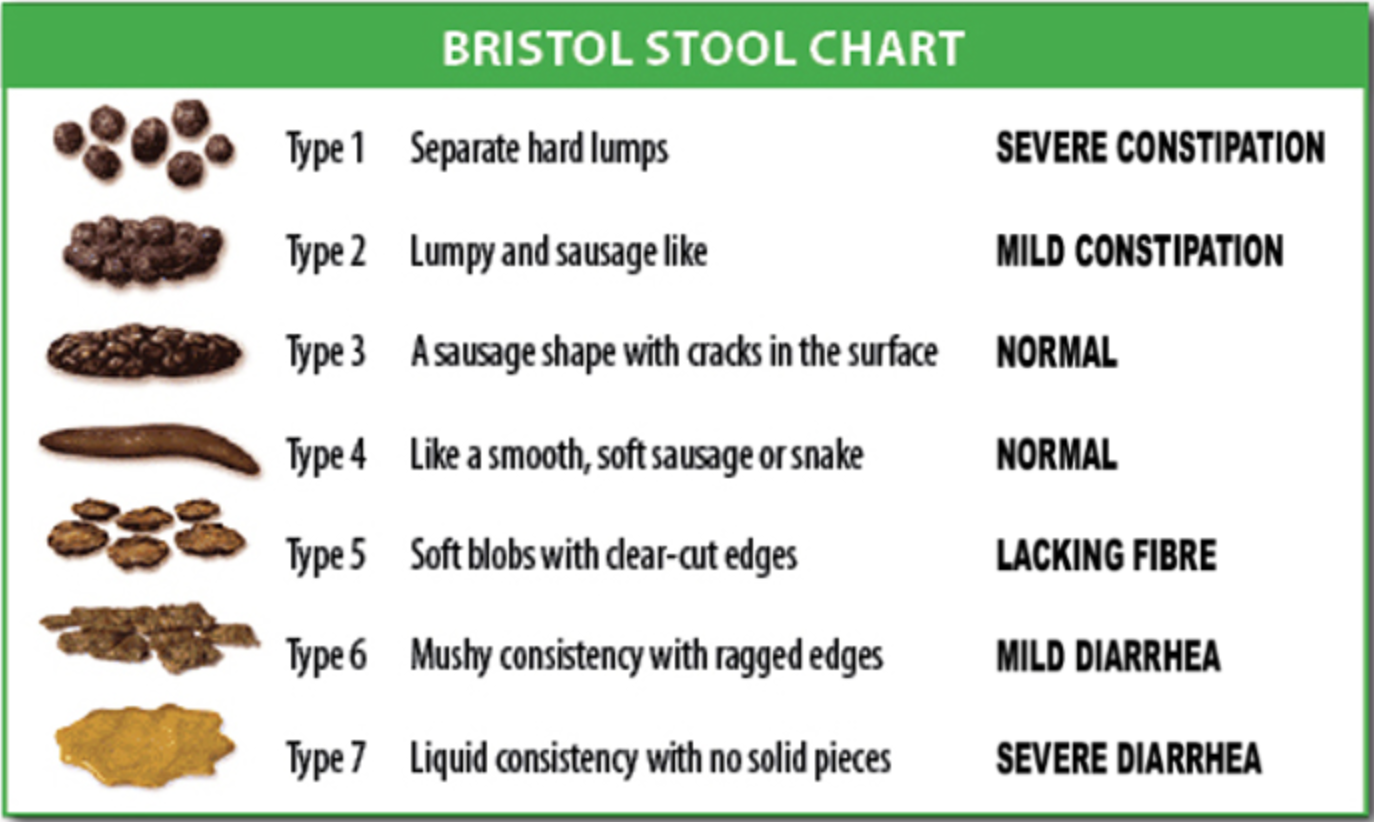 BRISTOL STOOL CHART
Type 1 Separate hard lumps SEVERE CONSTIPATION
Type 2 Lumpy and sausage like MILD CONSTIPATION
Type 3 A sausage shape with cracks in the surface NORMAL
Type 4 Like a smooth, soft sausage or snake NORMAL
Type 5 Soft blobs with clear-cut edges LACKING FIBRE
Type 6 Mushy consistency with ragged edges MILD DIARRHEA
Type 7 Liquid consistency with no solid pieces SEVERE DIARRHEA